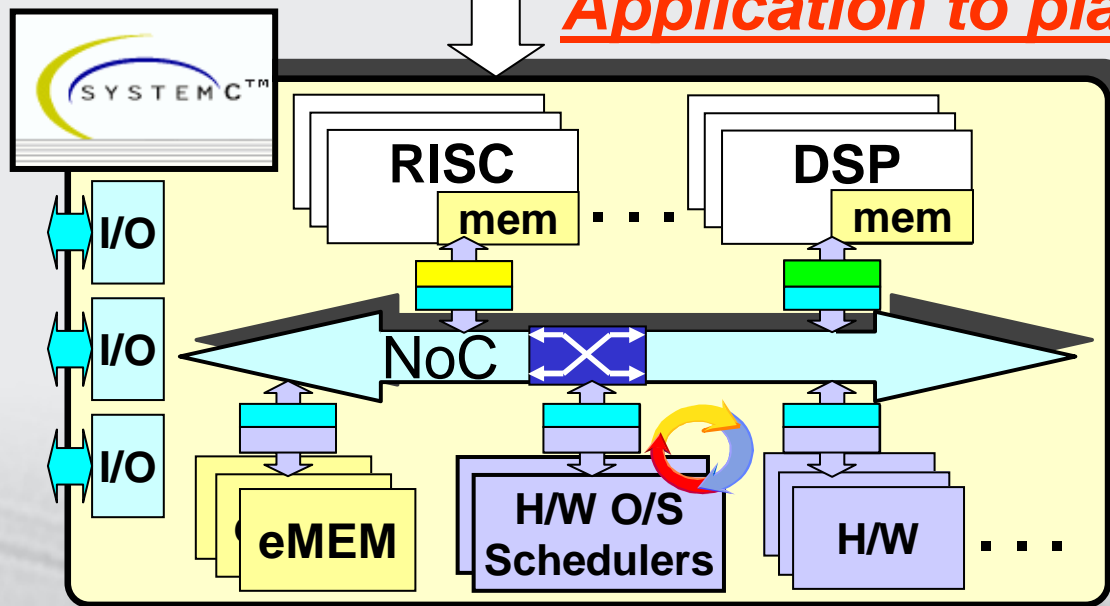 Application to pla
SYSTEMC™
RISC
mem
. . .
DSP
mem
I/O
I/O
I/O
NoC
eMEM
H/W O/S
Schedulers
H/W
. . .